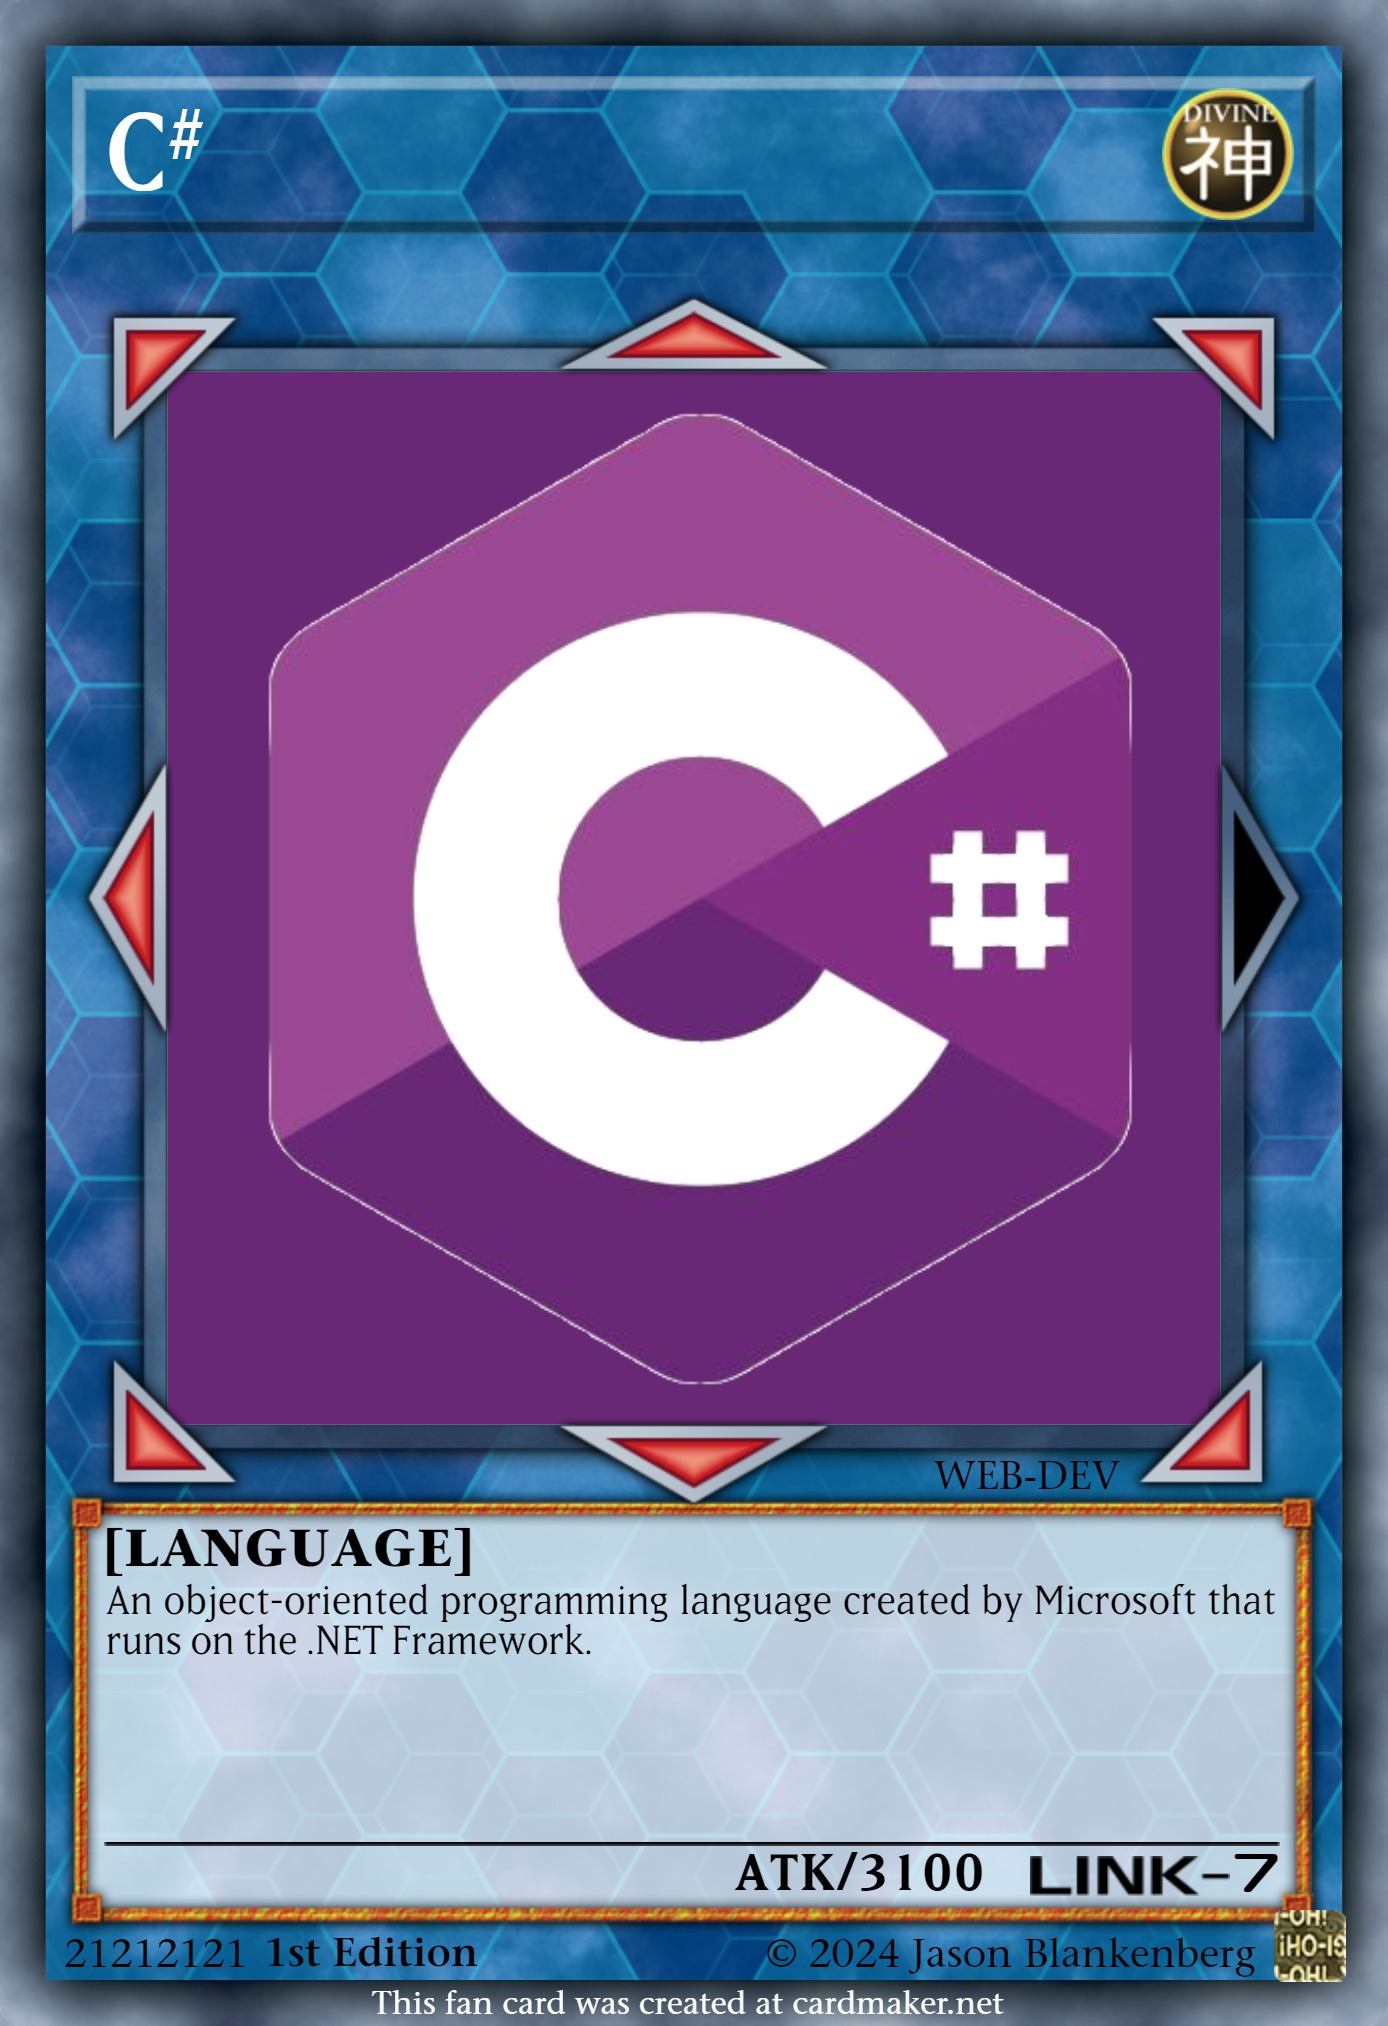 C#
DIVINE
神
C
#
WEB-DEV
[LANGUAGE]
An object-oriented programming language created by Microsoft that
runs on the .NET Framework.
ATK/3100 LINK-7
21212121 1st Edition © 2024 Jason Blankenberg
This fan card was created at cardmaker.net